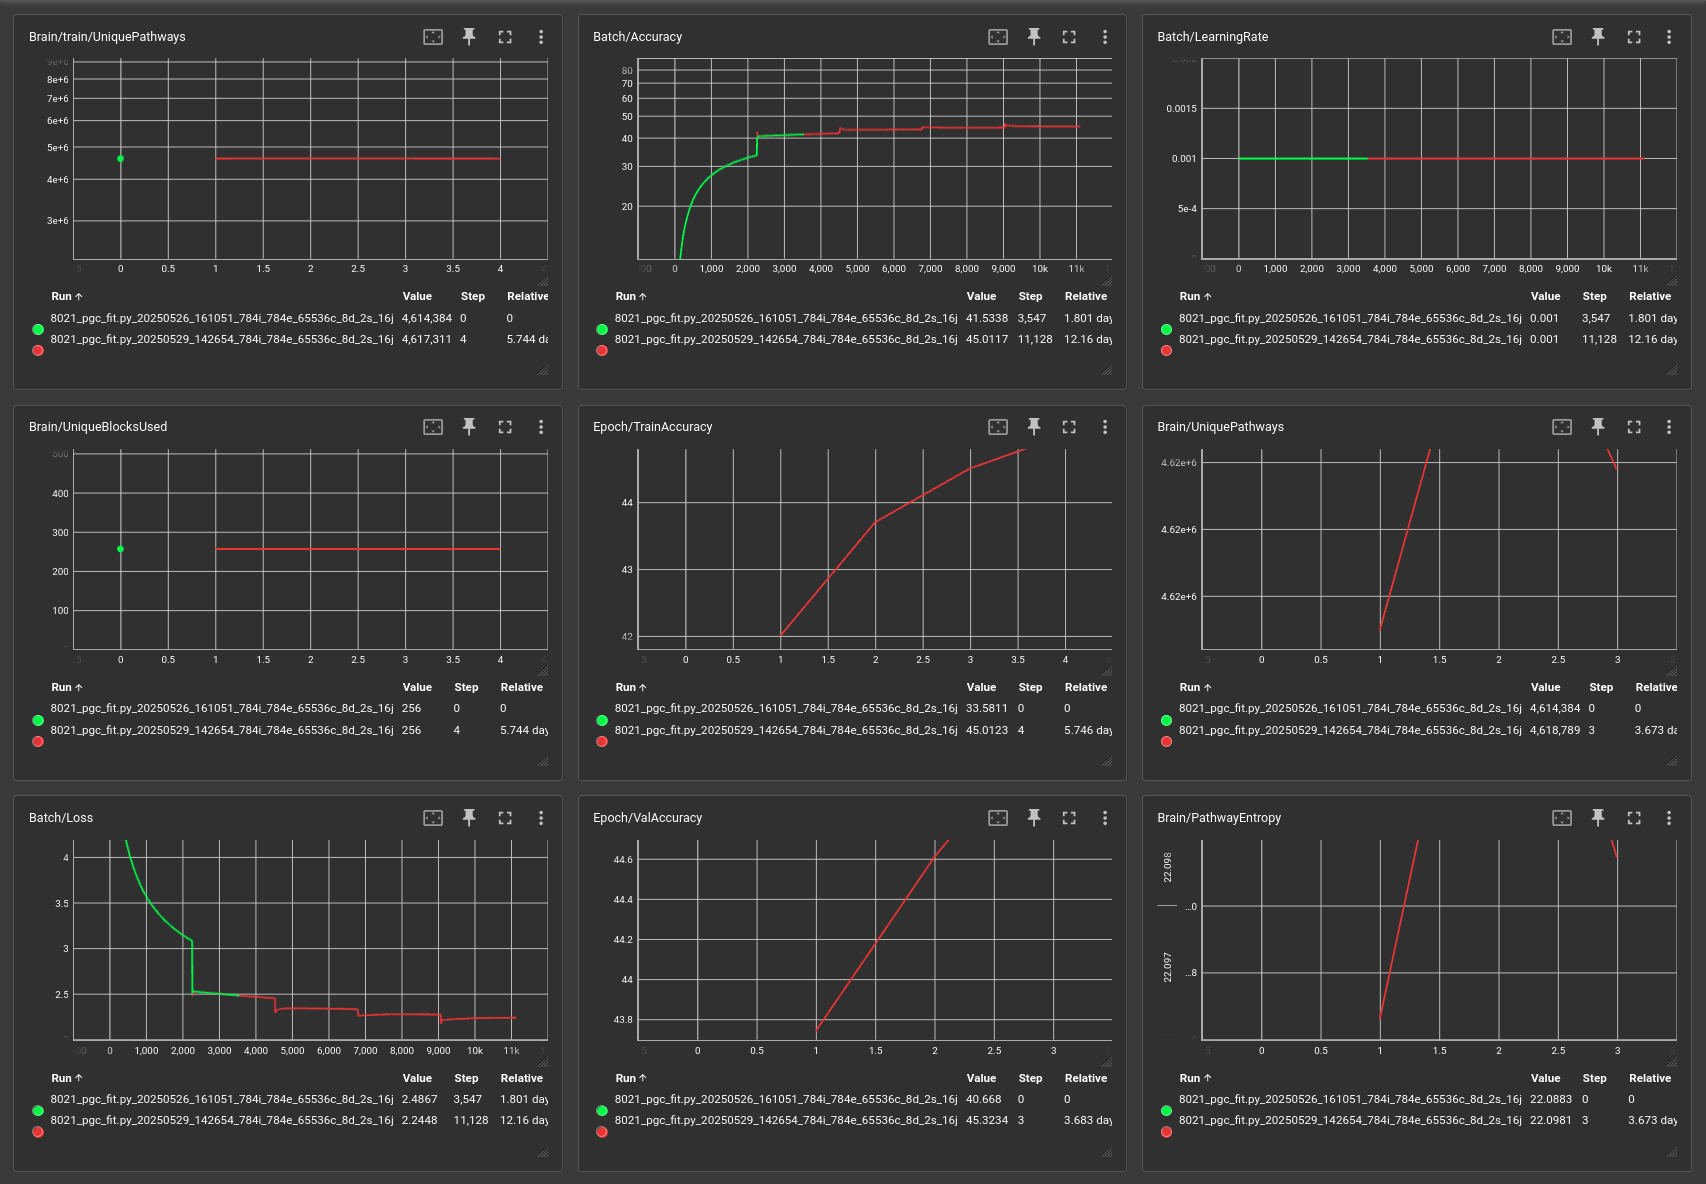 Brain/train/UniquePathways
9e+6
8e+6
7e+6
6e+6
5e+6
4e+6
3e+6
0 0.5 1 1.5 2 2.5 3 3.5 4
Run ↑ Value Step Relative
8021_pgc_fit.py_20250526_161051_784i_784e_65536c_8d_2s_16j 4,614,384 0 0
8021_pgc_fit.py_20250529_142654_784i_784e_65536c_8d_2s_16j 4,617,311 4 5.744 da
Batch/Accuracy
80
70
60
50
40
30
20
0 1,000 2,000 3,000 4,000 5,000 6,000 7,000 8,000 9,000 10k 11k
Run ↑ Value Step Relative
8021_pgc_fit.py_20250526_161051_784i_784e_65536c_8d_2s_16j 41.5338 3,547 1.801 day
8021_pgc_fit.py_20250529_142654_784i_784e_65536c_8d_2s_16j 45.0117 11,128 12.16 day
Batch/LearningRate
0.002
0.0015
0.001
5e-4
0 1,000 2,000 3,000 4,000 5,000 6,000 7,000 8,000 9,000 10k 11k
Run ↑ Value Step Relative
8021_pgc_fit.py_20250526_161051_784i_784e_65536c_8d_2s_16j 0.001 3,547 1.801 day
8021_pgc_fit.py_20250529_142654_784i_784e_65536c_8d_2s_16j 0.001 11,128 12.16 day
Brain/UniqueBlocksUsed
500
400
300
200
100
0 0.5 1 1.5 2 2.5 3 3.5 4
Run ↑ Value Step Relative
8021_pgc_fit.py_20250526_161051_784i_784e_65536c_8d_2s_16j 256 0 0
8021_pgc_fit.py_20250529_142654_784i_784e_65536c_8d_2s_16j 256 4 5.744 day
Epoch/TrainAccuracy
44
43
42
0 0.5 1 1.5 2 2.5 3 3.5 4
Run ↑ Value Step Relative
8021_pgc_fit.py_20250526_161051_784i_784e_65536c_8d_2s_16j 33.5811 0 0
8021_pgc_fit.py_20250529_142654_784i_784e_65536c_8d_2s_16j 45.0123 4 5.746 day
Brain/UniquePathways
4.62e+6
4.62e+6
4.62e+6
0 0.5 1 1.5 2 2.5 3
Run ↑ Value Step Relative
8021_pgc_fit.py_20250526_161051_784i_784e_65536c_8d_2s_16j 4,614,384 0 0
8021_pgc_fit.py_20250529_142654_784i_784e_65536c_8d_2s_16j 4,618,789 3 3.673 da
Batch/Loss
4
3.5
3
2.5
0 1,000 2,000 3,000 4,000 5,000 6,000 7,000 8,000 9,000 10k 11k
Run ↑ Value Step Relative
8021_pgc_fit.py_20250526_161051_784i_784e_65536c_8d_2s_16j 2.4867 3,547 1.801 day
8021_pgc_fit.py_20250529_142654_784i_784e_65536c_8d_2s_16j 2.2448 11,128 12.16 day
Epoch/ValAccuracy
44.6
44.4
44.2
44
43.8
0 0.5 1 1.5 2 2.5 3
Run ↑ Value Step Relative
8021_pgc_fit.py_20250526_161051_784i_784e_65536c_8d_2s_16j 40.668 0 0
8021_pgc_fit.py_20250529_142654_784i_784e_65536c_8d_2s_16j 45.3234 3 3.683 day
Brain/PathwayEntropy
22.098
...0
22.097
...8
0 0.5 1 1.5 2 2.5 3
Run ↑ Value Step Relative
8021_pgc_fit.py_20250526_161051_784i_784e_65536c_8d_2s_16j 22.0883 0 0
8021_pgc_fit.py_20250529_142654_784i_784e_65536c_8d_2s_16j 22.0981 3 3.673 day